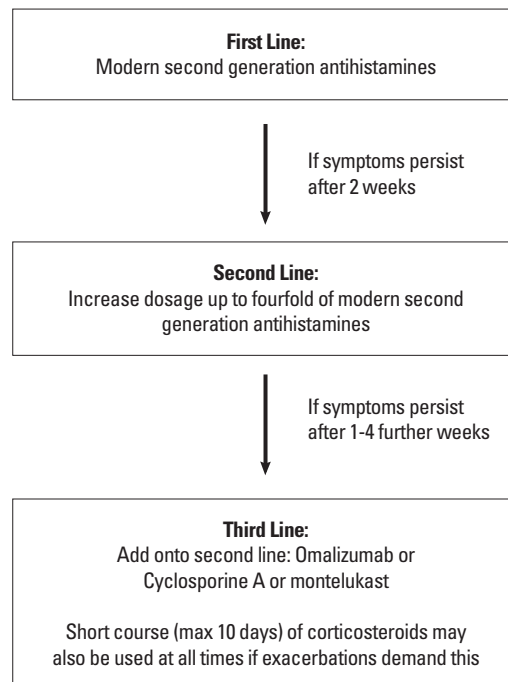 First Line:
Modern second generation antihistamines
If symptoms persist
after 2 weeks
Second Line:
Increase dosage up to fourfold of modern second
generation antihistamines
If symptoms persist
after 1-4 further weeks
Third Line:
Add onto second line: Omalizumab or
Cyclosporine A or montelukast
Short course (max 10 days) of corticosteroids may
also be used at all times if exacerbations demand this